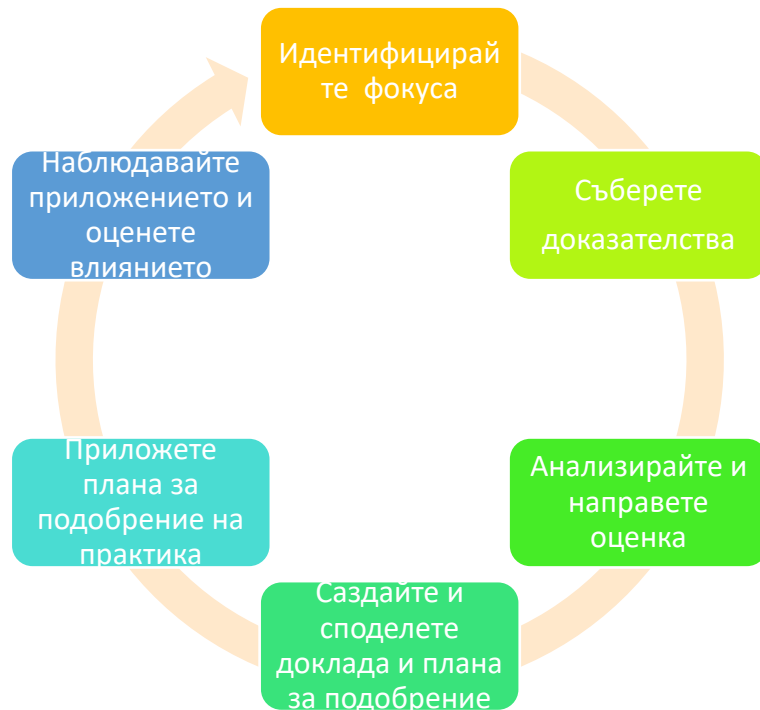 Идентифицирай
те фокуса
Съберете
доказателства
Анализирайте и
направете
оценка
Саздайте и
споделете
доклада и плана
за подобрение
Приложете
плана за
подобрение на
практика
Наблюдавайте
приложението и
оценете
влиянието